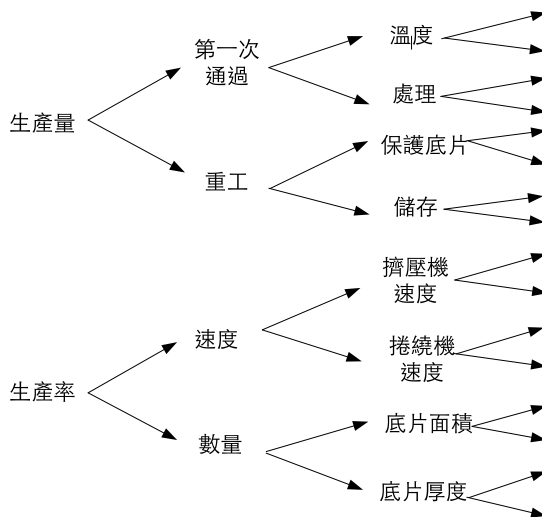 第一次
通過
溫度
處理
生產量
重工
保護底片
儲存
速度
擠壓機
速度
捲繞機
速度
生產率
數量
底片面積
底片厚度